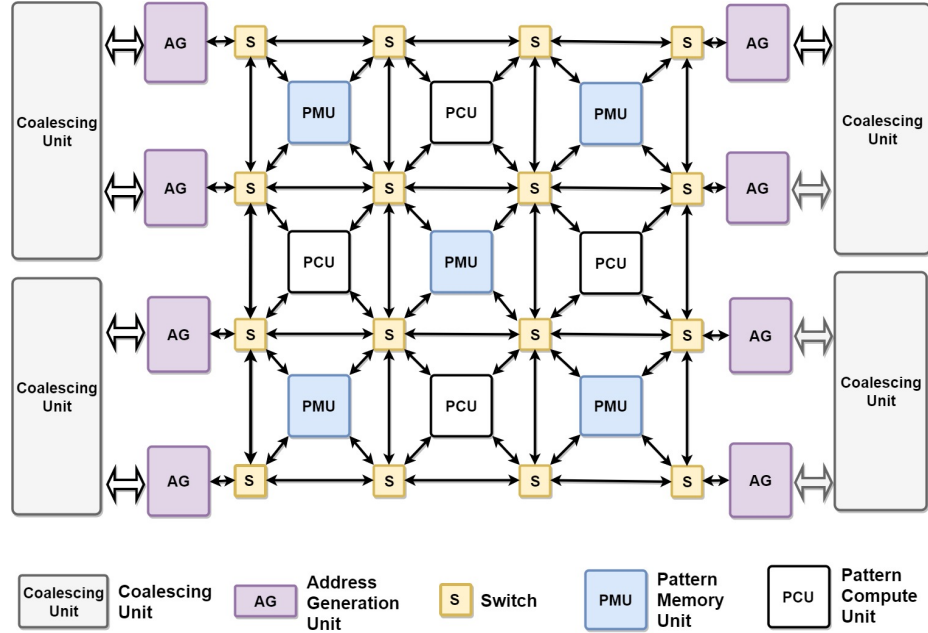 AG
S
S
S
S
AG
PMU
PCU
PMU
Coalescing
Unit
Coalescing
Unit
AG
S
S
S
S
AG
PCU
PMU
PCU
AG
S
S
S
S
AG
Coalescing
Unit
Coalescing
Unit
PMU
PCU
PMU
AG
S
S
S
S
AG
Coalescing
Unit
Coalescing
Unit
AG
Address
Generation
Unit
S
Switch
PMU
Pattern
Memory
Unit
PCU
Pattern
Compute
Unit